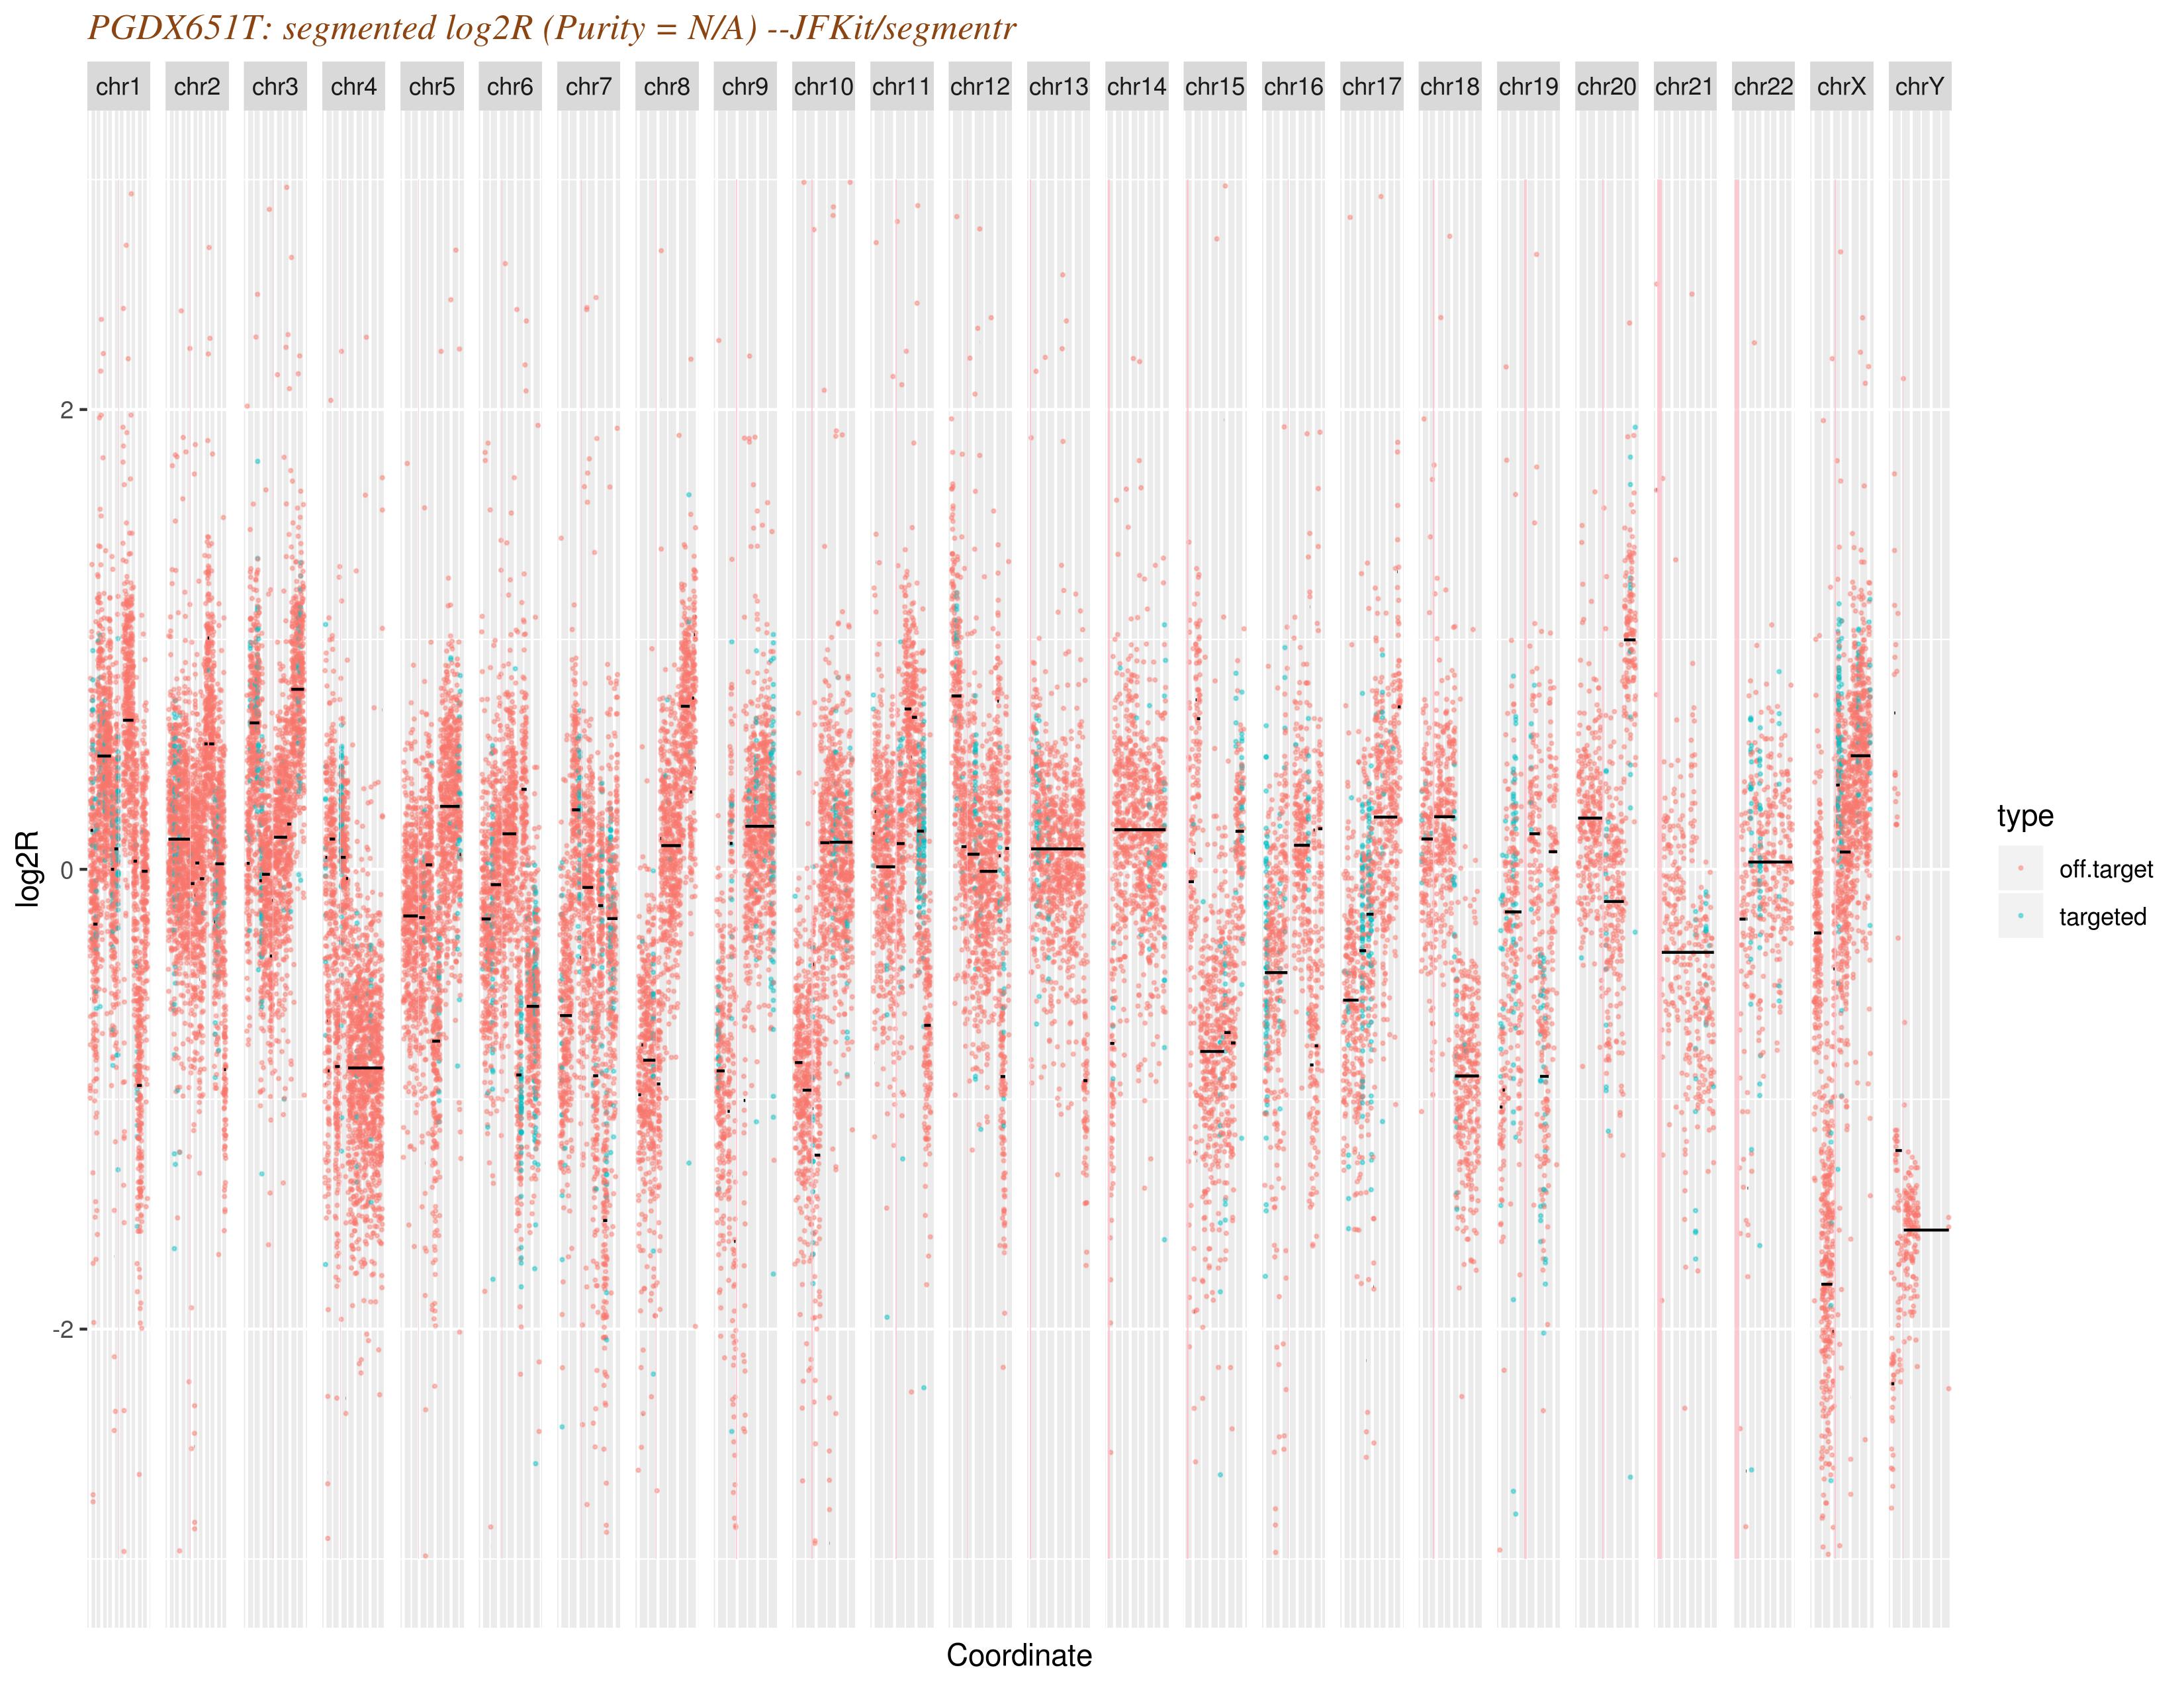 PGDX651T: segmented log2R (Purity = N/A) --JFKit/segmentr
chr1 chr2 chr3 chr4 chr5 chr6 chr7 chr8 chr9 chr10 chr11 chr12 chr13 chr14 chr15 chr16 chr17 chr18 chr19 chr20 chr21 chr22 chrX chrY
2
0
-2
log2R
Coordinate
type
off.target
targeted